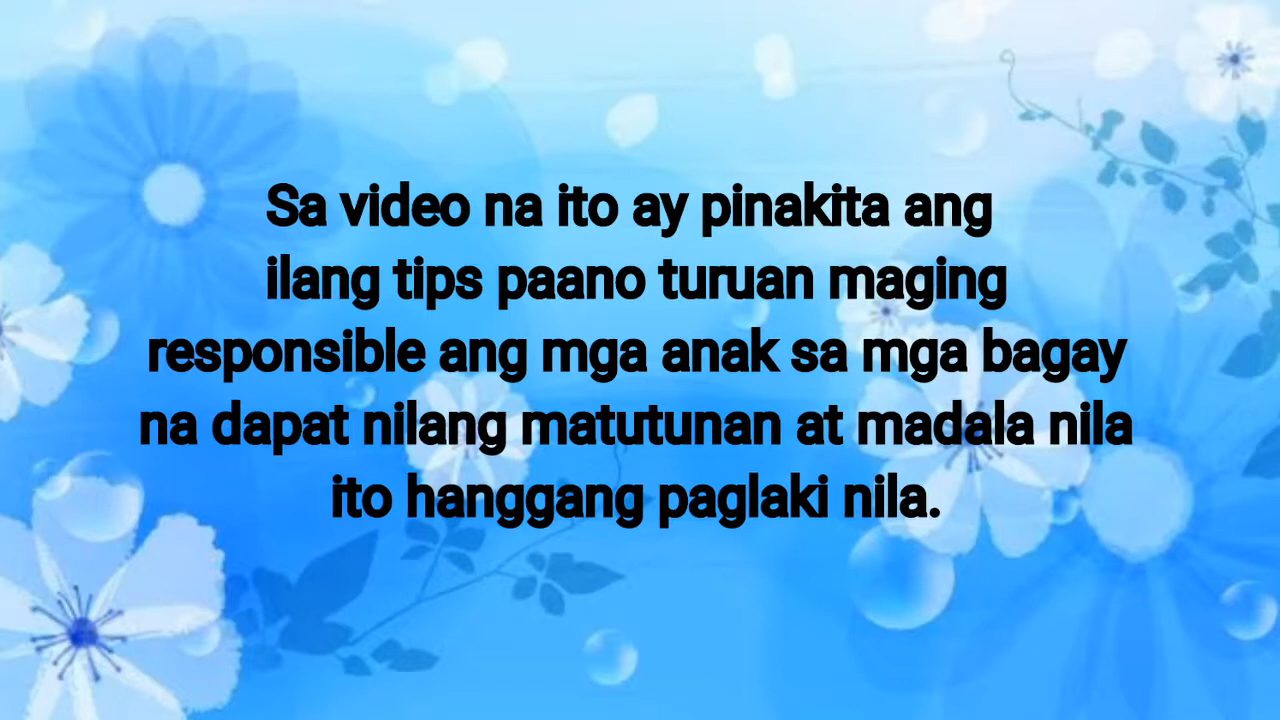 Sa video na ito ay pinakita ang
ilang tips paano turuan maging
responsible ang mga anak sa mga bagay
na dapat nilang matutunan at madala nila
ito hanggang paglaki nila.